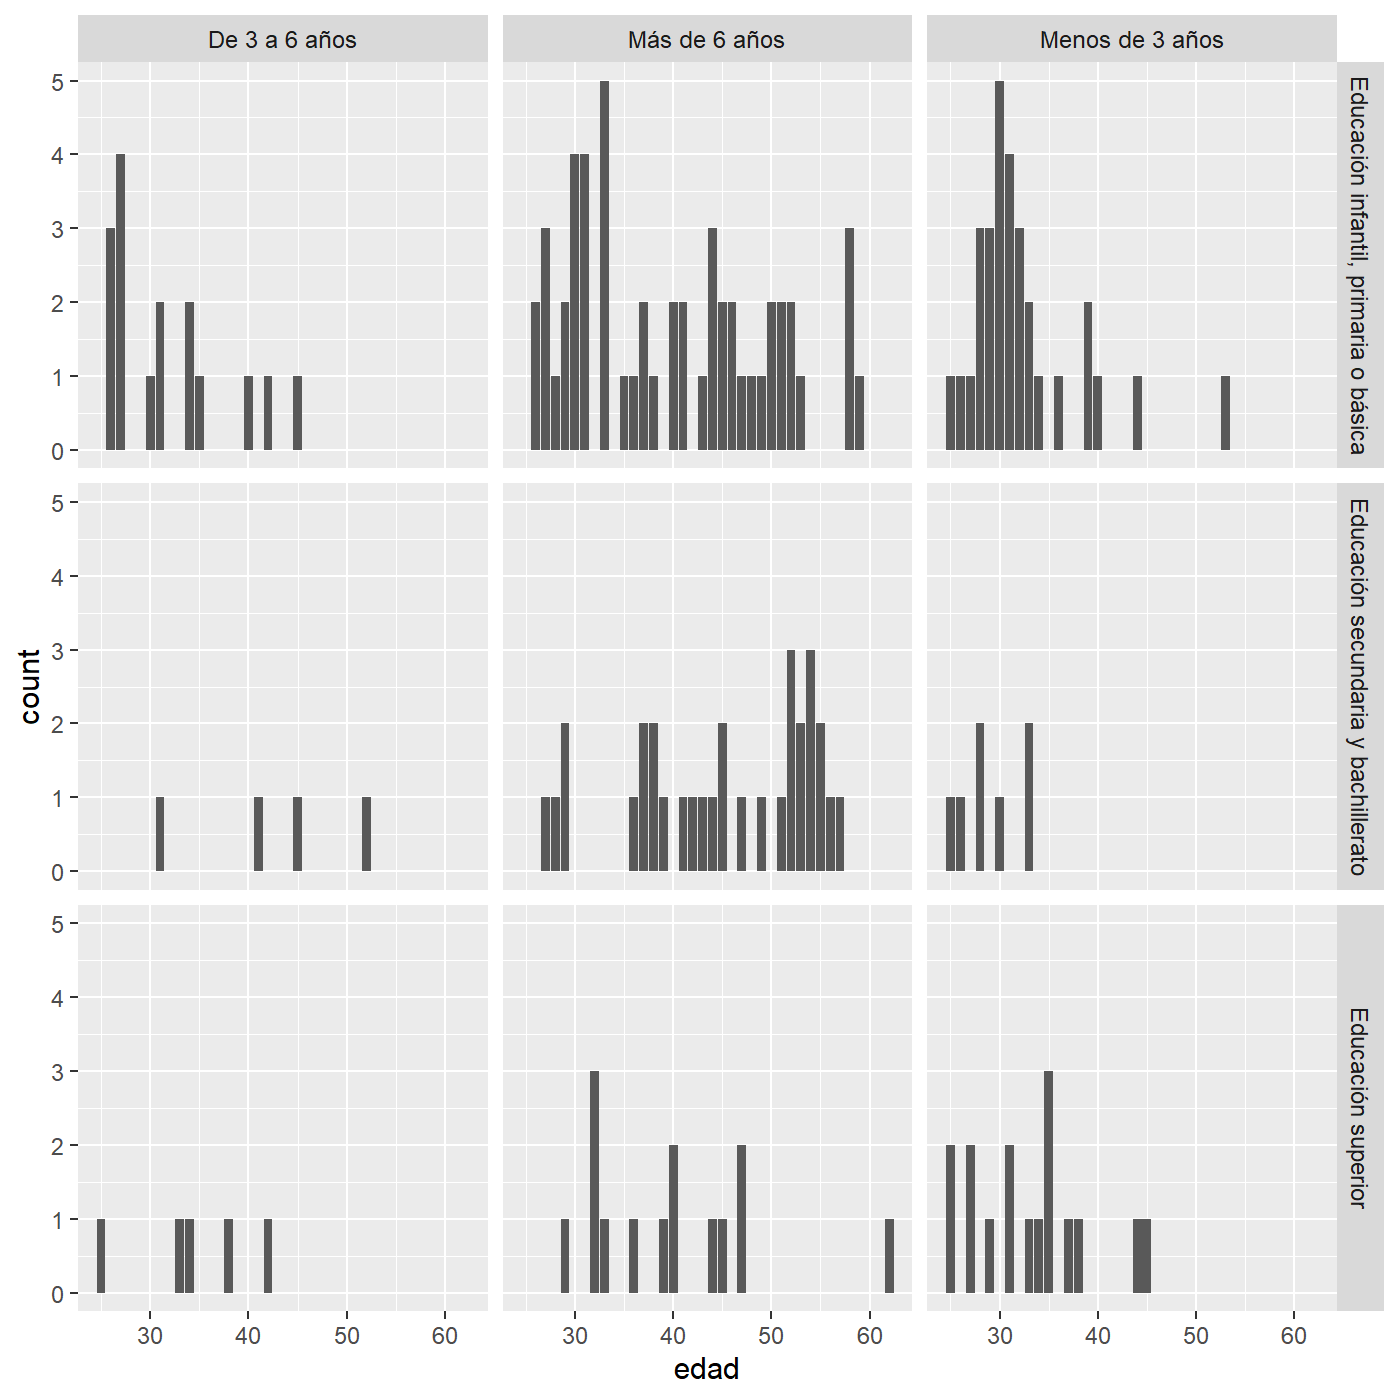 De 3 a 6 años
Más de 6 años
Menos de 3 años
5
4
3
2
1
0
Educación infantil, primaria o básica
5
4
3
2
1
0
Educación secundaria y bachillerato
5
4
3
2
1
0
Educación superior
count
30 40 50 60
30 40 50 60
30 40 50 60
edad